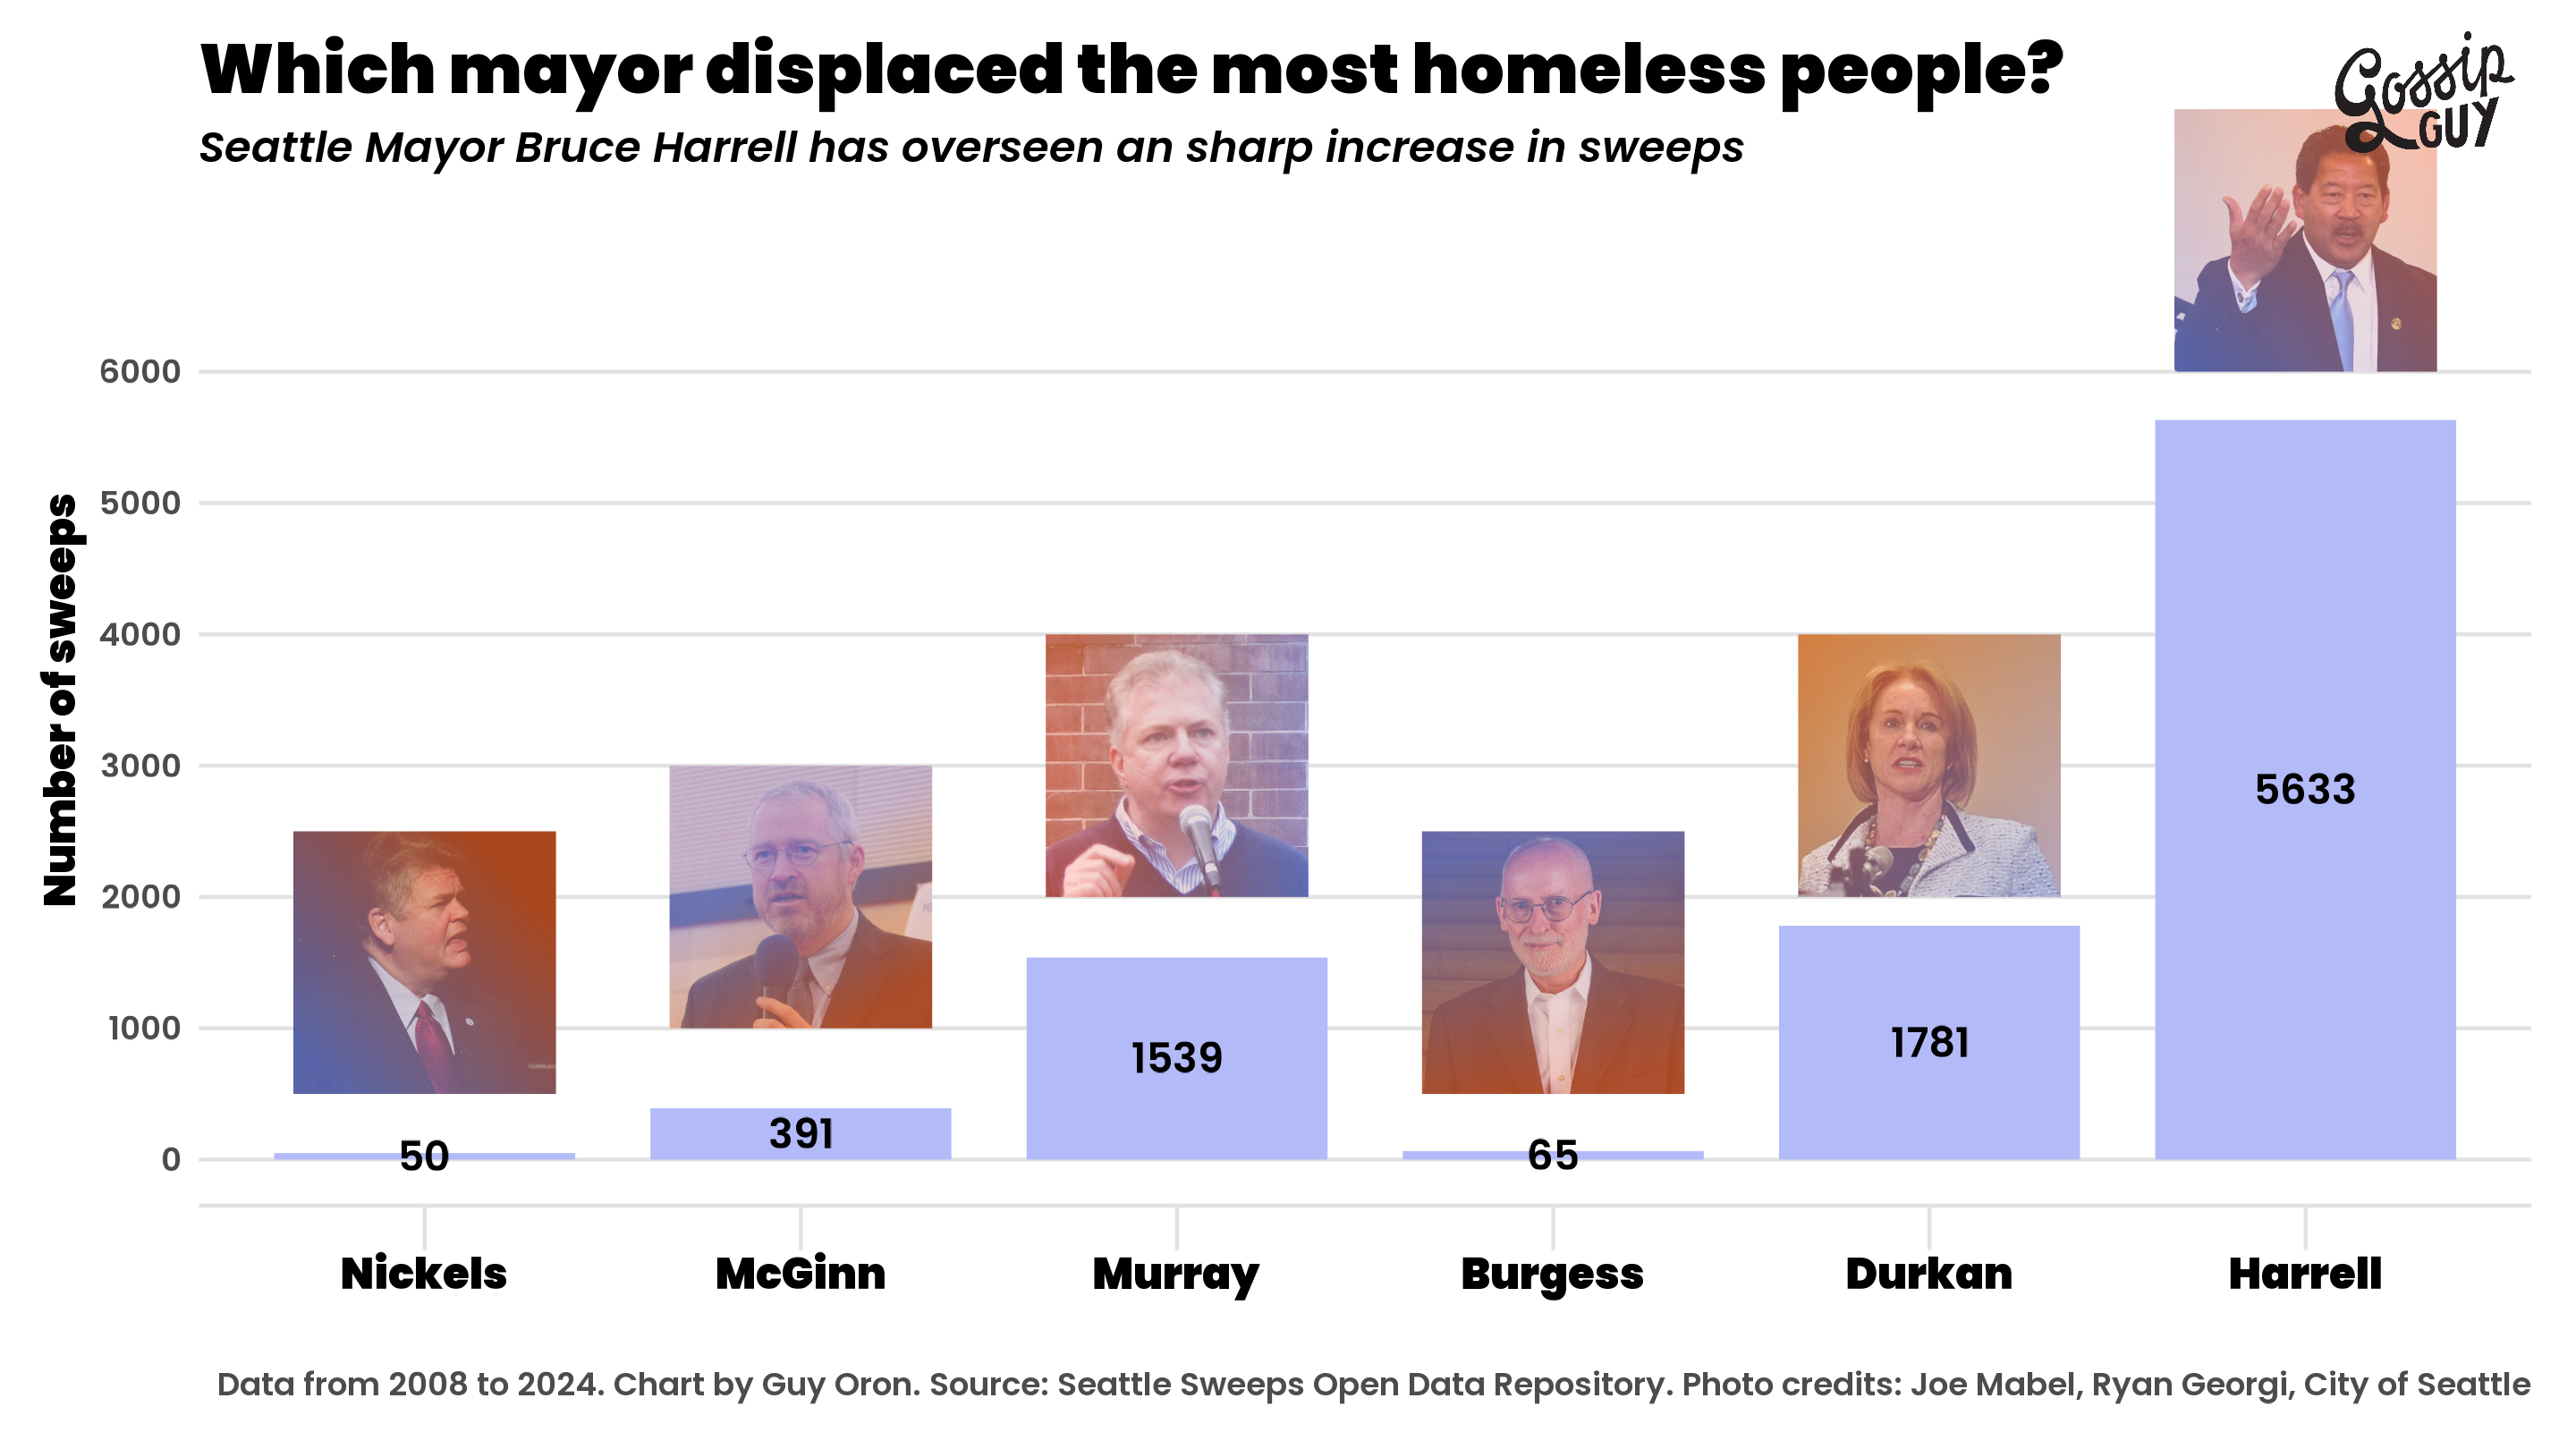 Which mayor displaced the most homeless people?
Gossip
GUY
Seattle Mayor Bruce Harrell has overseen an sharp increase in sweeps
Number of sweeps
6000
5000
4000
3000
2000
1000
0
50
391
1539
65
1781
5633
Nickels
McGinn
Murray
Burgess
Durkan
Harrell
Data from 2008 to 2024. Chart by Guy Oron. Source: Seattle Sweeps Open Data Repository. Photo credits: Joe Mabel, Ryan Georgi, City of Seattle